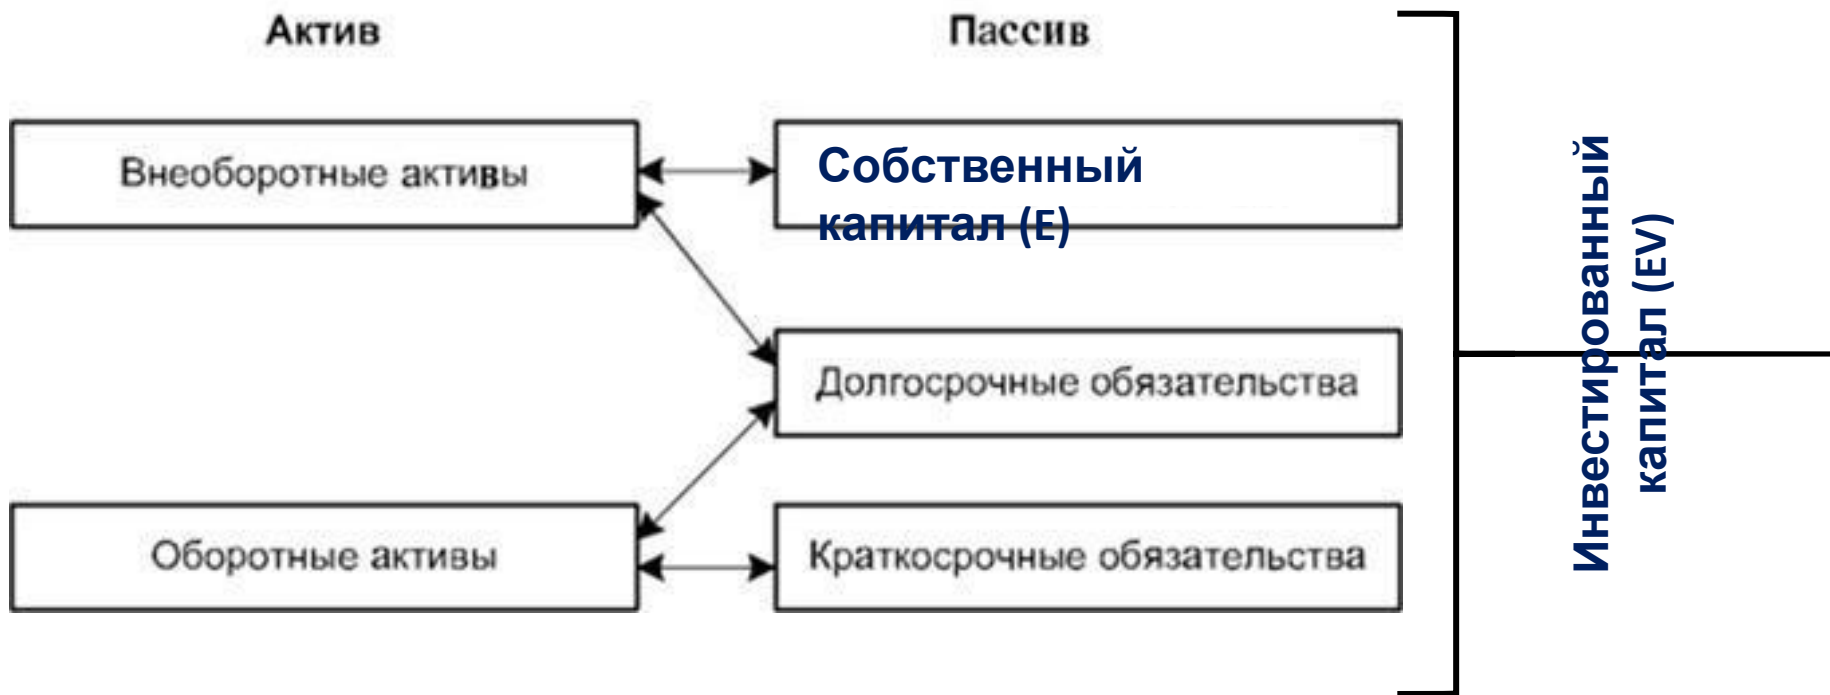 Актив
Пассив
Внеоборотные активы
Собственный
капитал (E)
Долгосрочные обязательства
Оборотные активы
Краткосрочные обязательства
Инвестированный
капитал (EV)